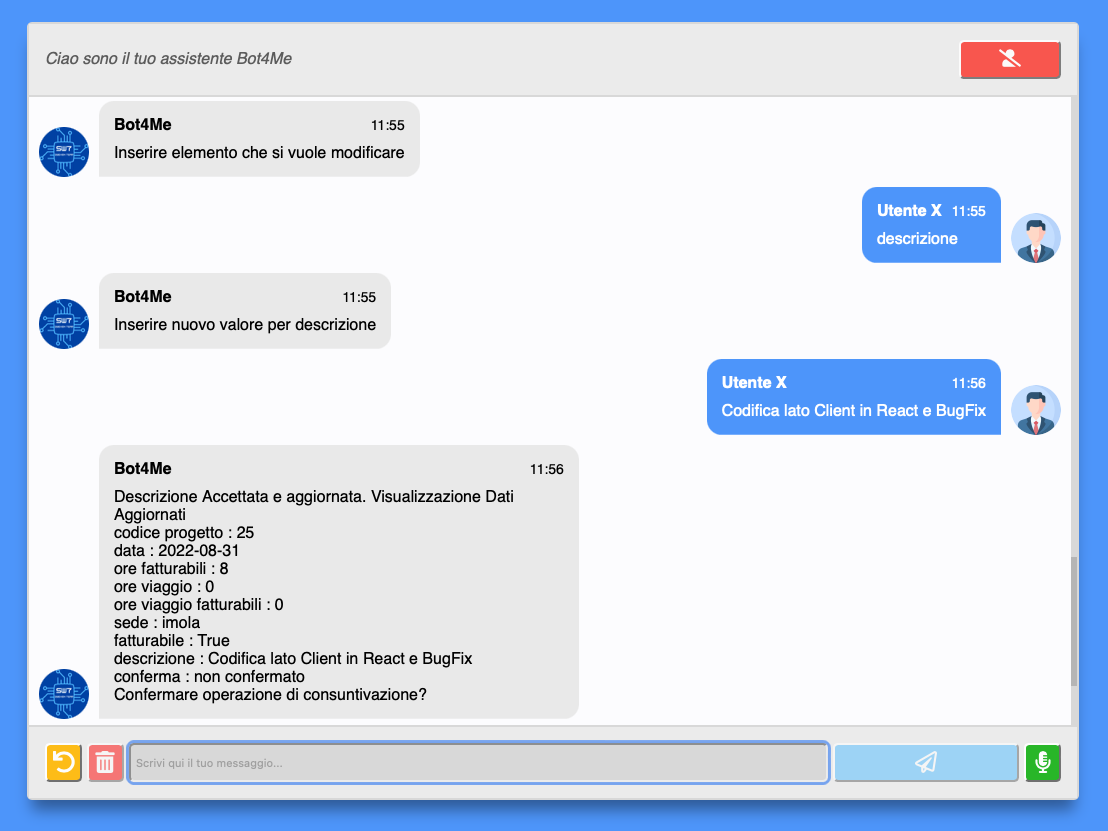 Ciao sono il tuo assistente Bot4Me
Bot4Me 11:55
Inserire elemento che si vuole modificare
Utente X 11:55
descrizione
Bot4Me 11:55
Inserire nuovo valore per descrizione
Utente X 11:56
Codifica lato Client in React e BugFix
Bot4Me 11:56
Descrizione Accettata e aggiornata. Visualizzazione Dati
Aggiornati
codice progetto : 25
data : 2022-08-31
ore fatturabili : 8
ore viaggio : 0
ore viaggio fatturabili : 0
sede : imola
fatturabile : True
descrizione : Codifica lato Client in React e BugFix
conferma : non confermato
Confermare operazione di consuntivazione?
Scrivi qui il tuo messaggio...